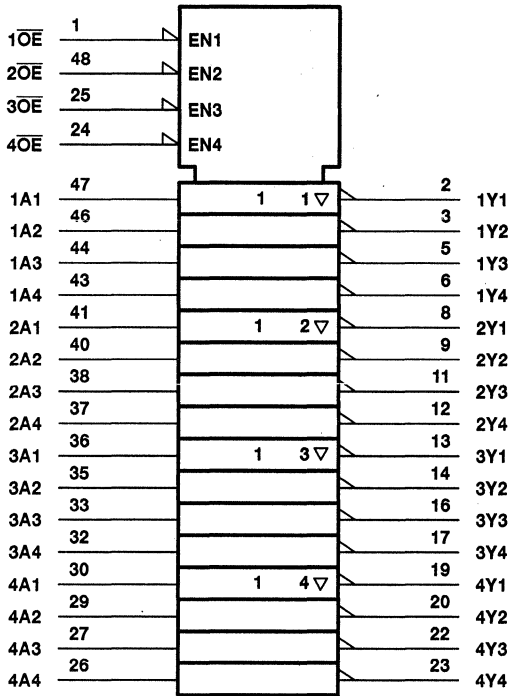 1O̅E̅ 1 EN1
2O̅E̅ 48 EN2
3O̅E̅ 25 EN3
4O̅E̅ 24 EN4
1A1 47 1 1 ▽ 2 1Y1
1A2 46 3 1Y2
1A3 44 5 1Y3
1A4 43 6 1Y4
2A1 41 1 2 ▽ 8 2Y1
2A2 40 9 2Y2
2A3 38 11 2Y3
2A4 37 12 2Y4
3A1 36 1 3 ▽ 13 3Y1
3A2 35 14 3Y2
3A3 33 16 3Y3
3A4 32 17 3Y4
4A1 30 1 4 ▽ 19 4Y1
4A2 29 20 4Y2
4A3 27 22 4Y3
4A4 26 23 4Y4